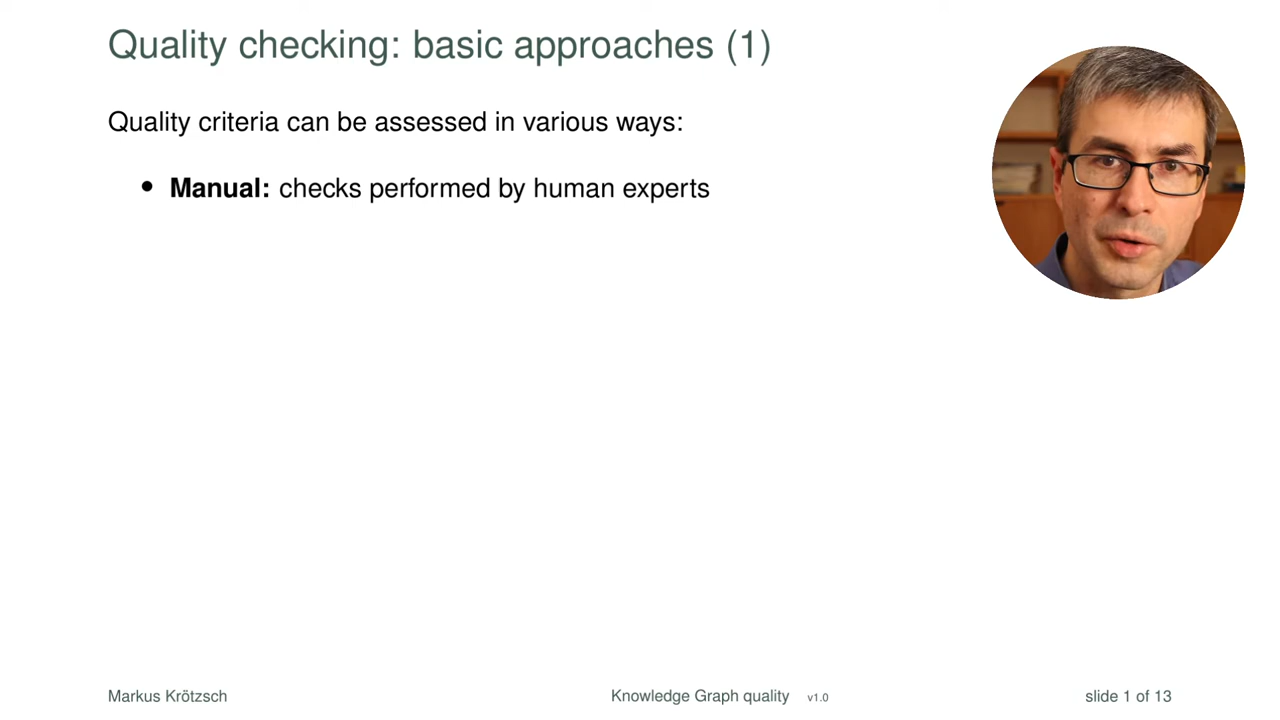 Quality checking: basic approaches (1)
Quality criteria can be assessed in various ways:
• Manual: checks performed by human experts
Markus Krötzsch Knowledge Graph quality v1.0 slide 1 of 13